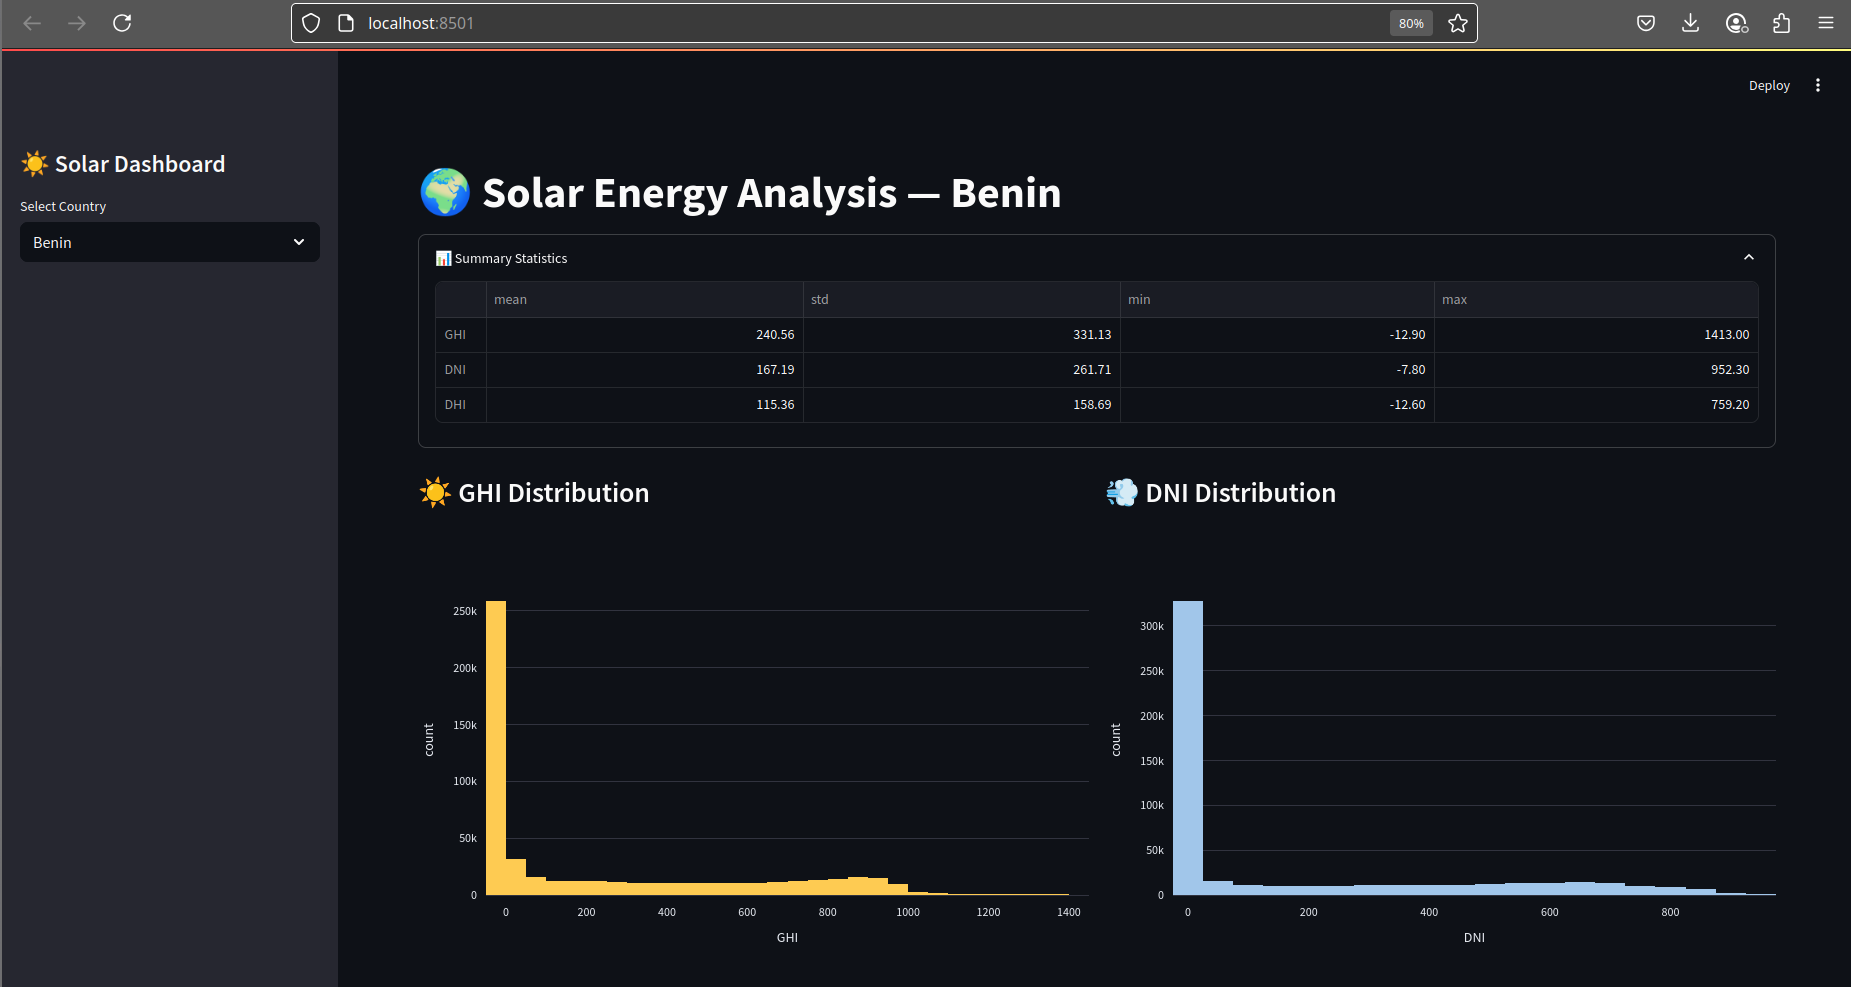 localhost:8501
80%
Deploy
Solar Dashboard
Select Country
Benin
Solar Energy Analysis — Benin
Summary Statistics
mean std min max
GHI 240.56 331.13 -12.90 1413.00
DNI 167.19 261.71 -7.80 952.30
DHI 115.36 158.69 -12.60 759.20
GHI Distribution
250k
200k
150k
100k
50k
0
count
0 200 400 600 800 1000 1200 1400
GHI
DNI Distribution
300k
250k
200k
150k
100k
50k
0
count
0 200 400 600 800
DNI